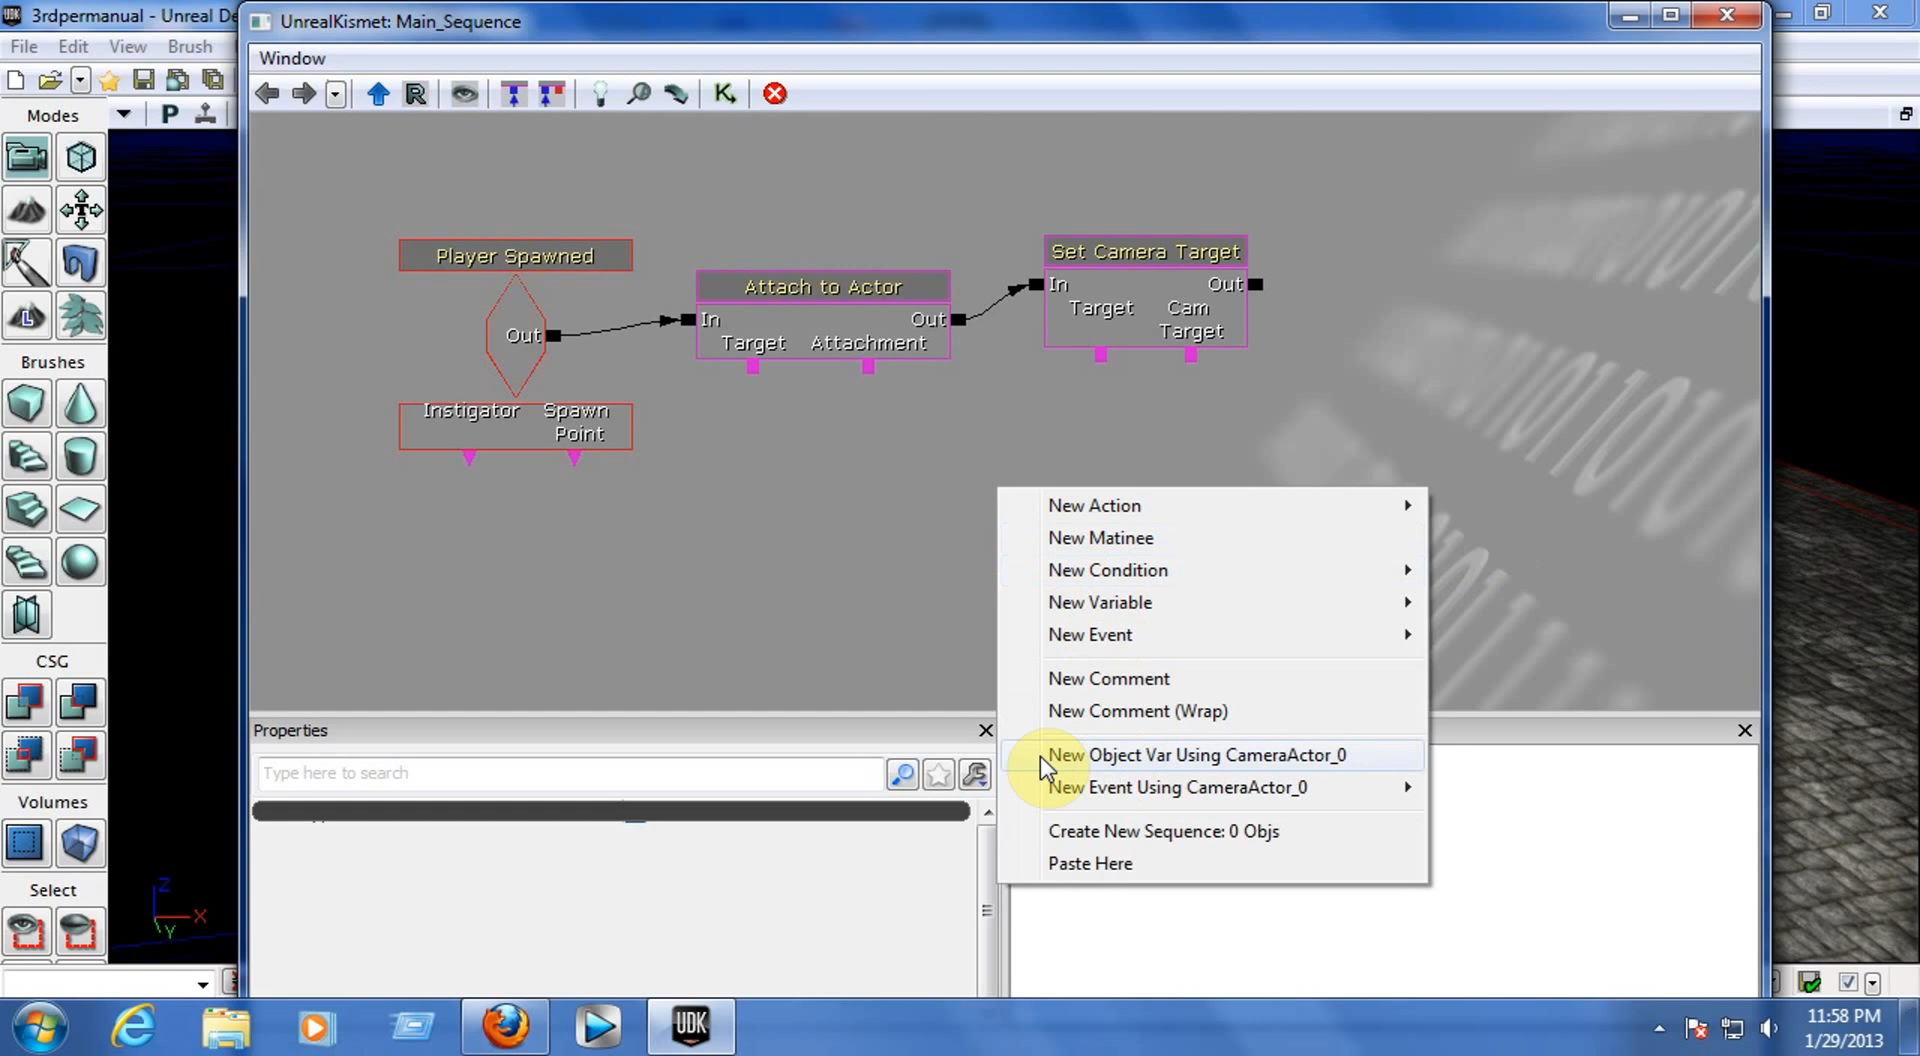 3rdpermanual - Unreal De
UnrealKismet: Main_Sequence
File Edit View Brush
Window
Modes
Player Spawned
Out
Instigator Spawn
Point
Attach to Actor
In Out
Target Attachment
Set Camera Target
In Out
Target Cam
Target
Brushes
CSG
Volumes
Select
New Action
New Matinee
New Condition
New Variable
New Event
New Comment
New Comment (Wrap)
New Object Var Using CameraActor_0
New Event Using CameraActor_0
Create New Sequence: 0 Objs
Paste Here
Properties
Type here to search
Z
X
Y
UDK
11:58 PM
1/29/2013